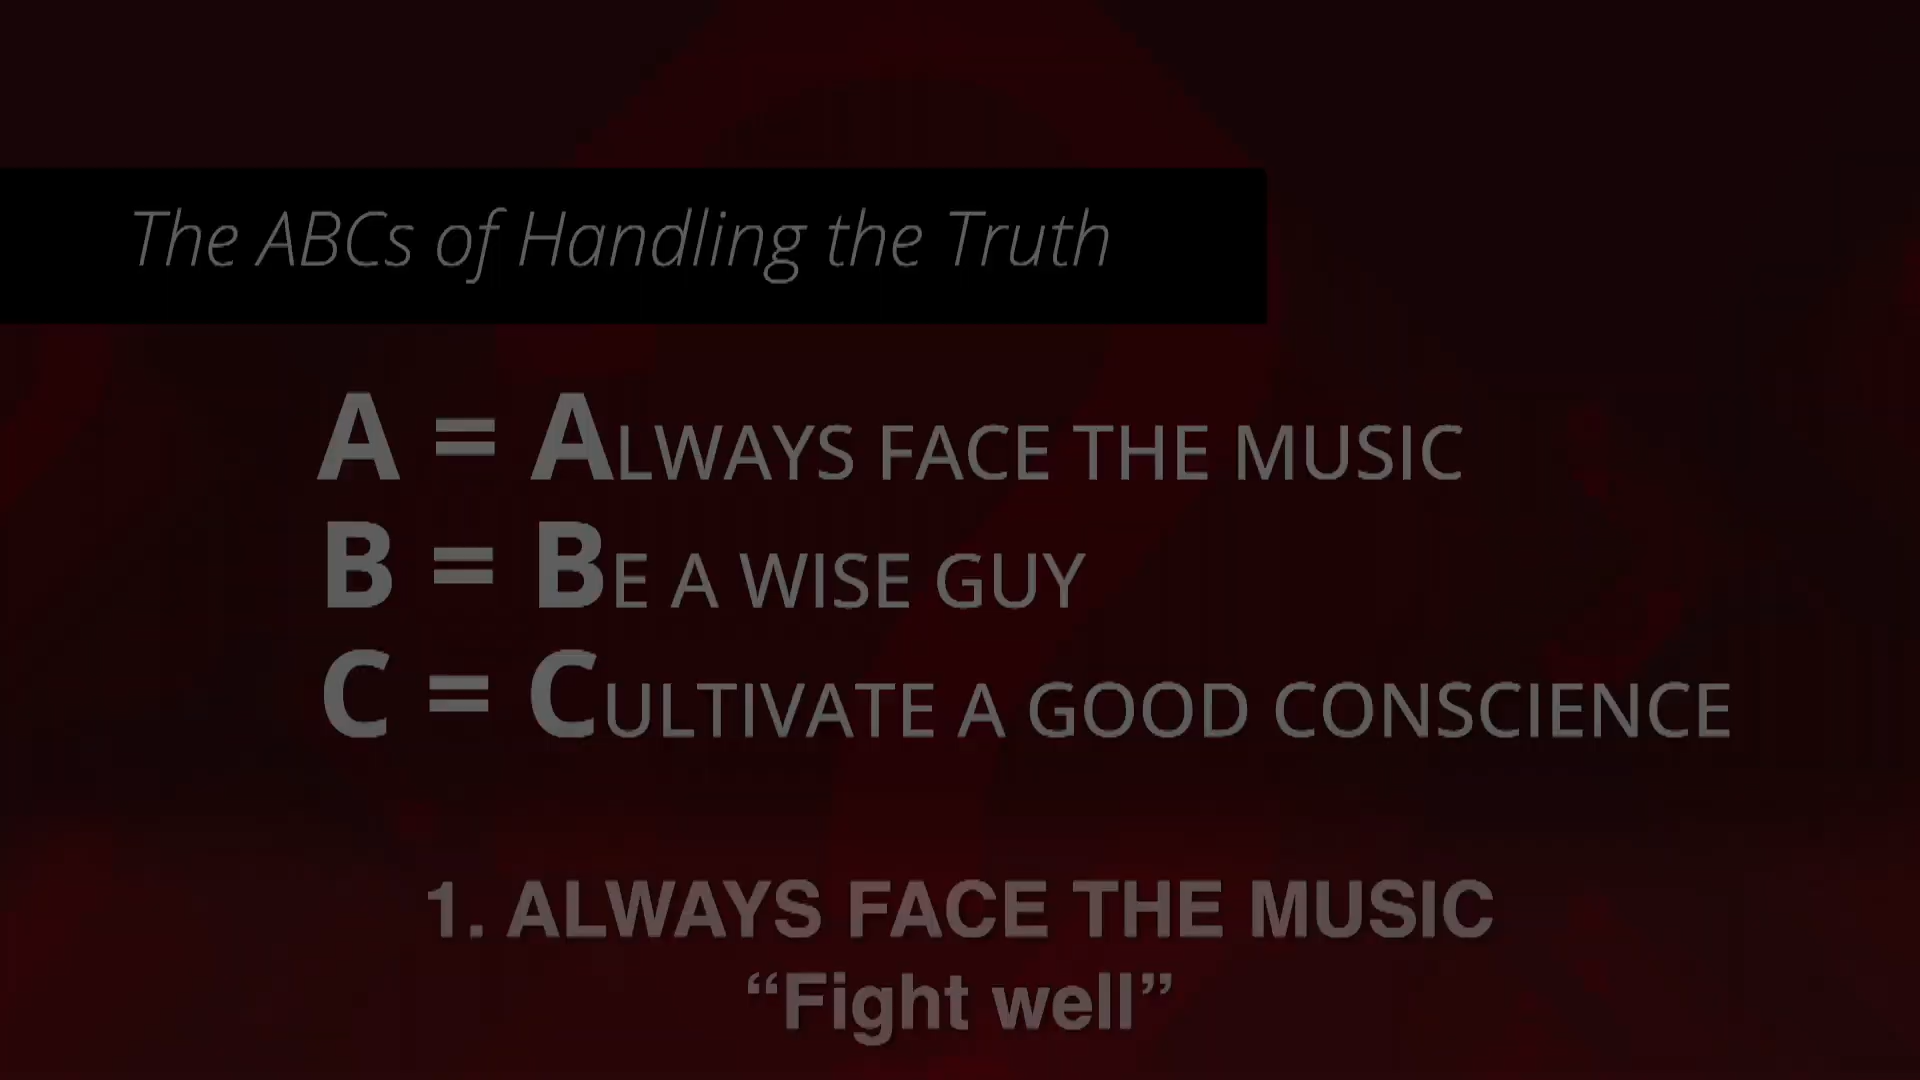 The ABCs of Handling the Truth
A = ALWAYS FACE THE MUSIC
B = BE A WISE GUY
C = CULTIVATE A GOOD CONSCIENCE
1. ALWAYS FACE THE MUSIC
“Fight well”